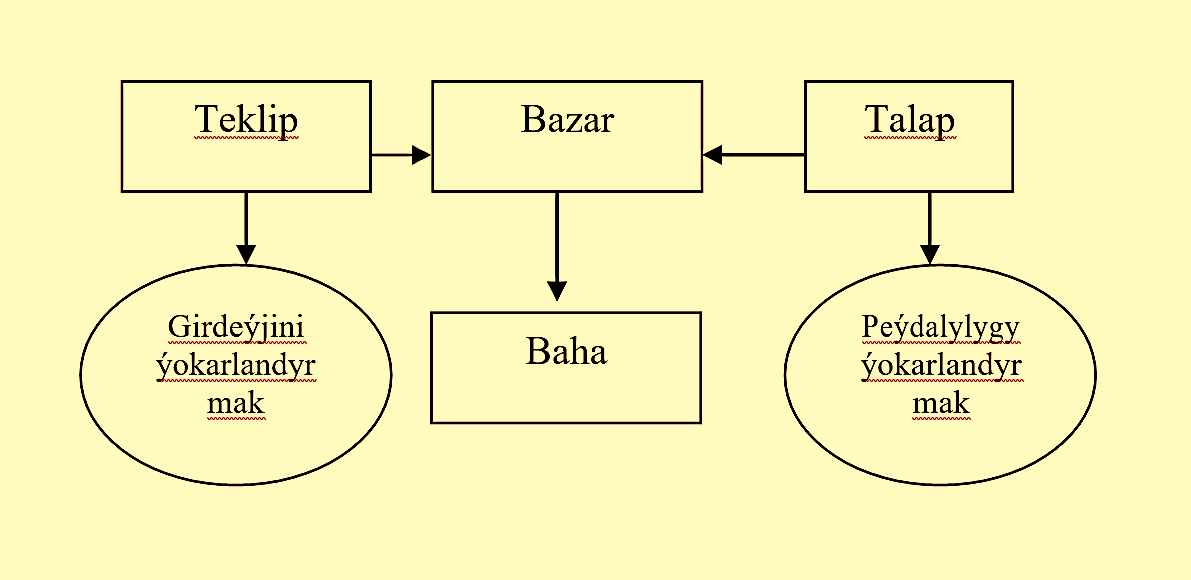 Teklip
Bazar
Talap
Girdeýjini
ýokarlandyr
mak
Baha
Peýdalylygy
ýokarlandyr
mak